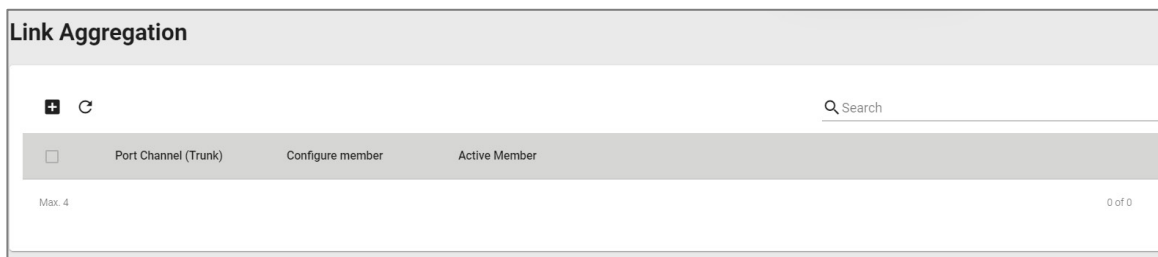 Link Aggregation
Search
Port Channel (Trunk) Configure member Active Member
Max. 4 0 of 0